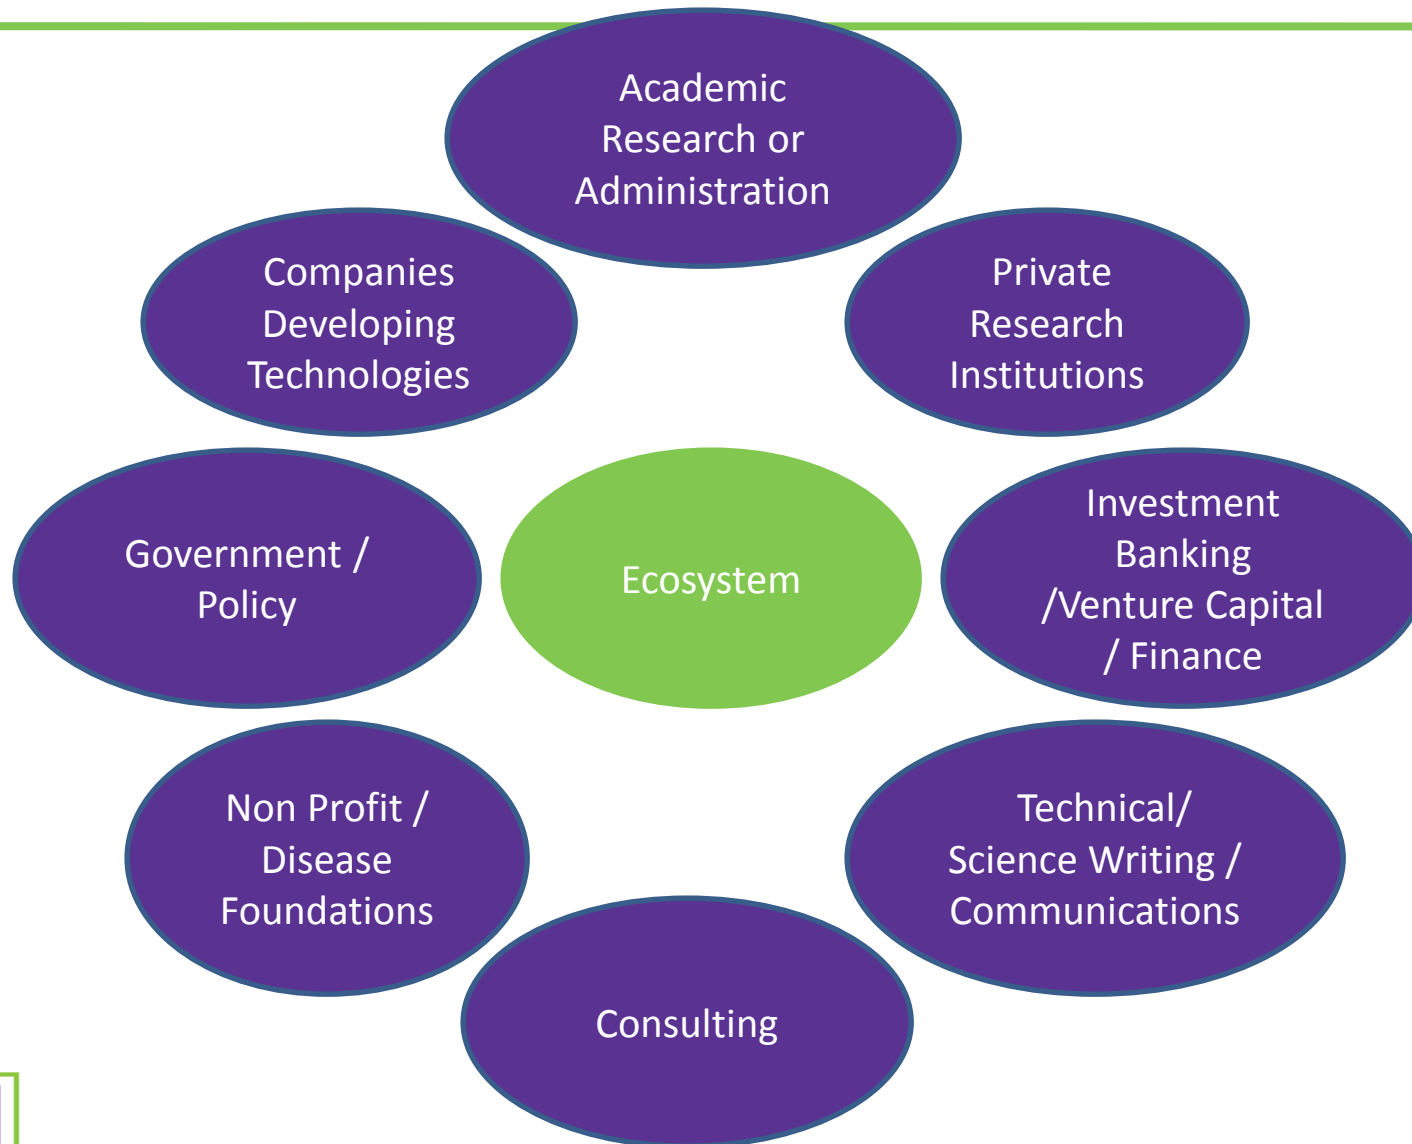 Academic
Research or
Administration
Companies
Developing
Technologies
Private
Research
Institutions
Government /
Policy
Ecosystem
Investment
Banking
/Venture Capital
/ Finance
Non Profit /
Disease
Foundations
Technical/
Science Writing /
Communications
Consulting